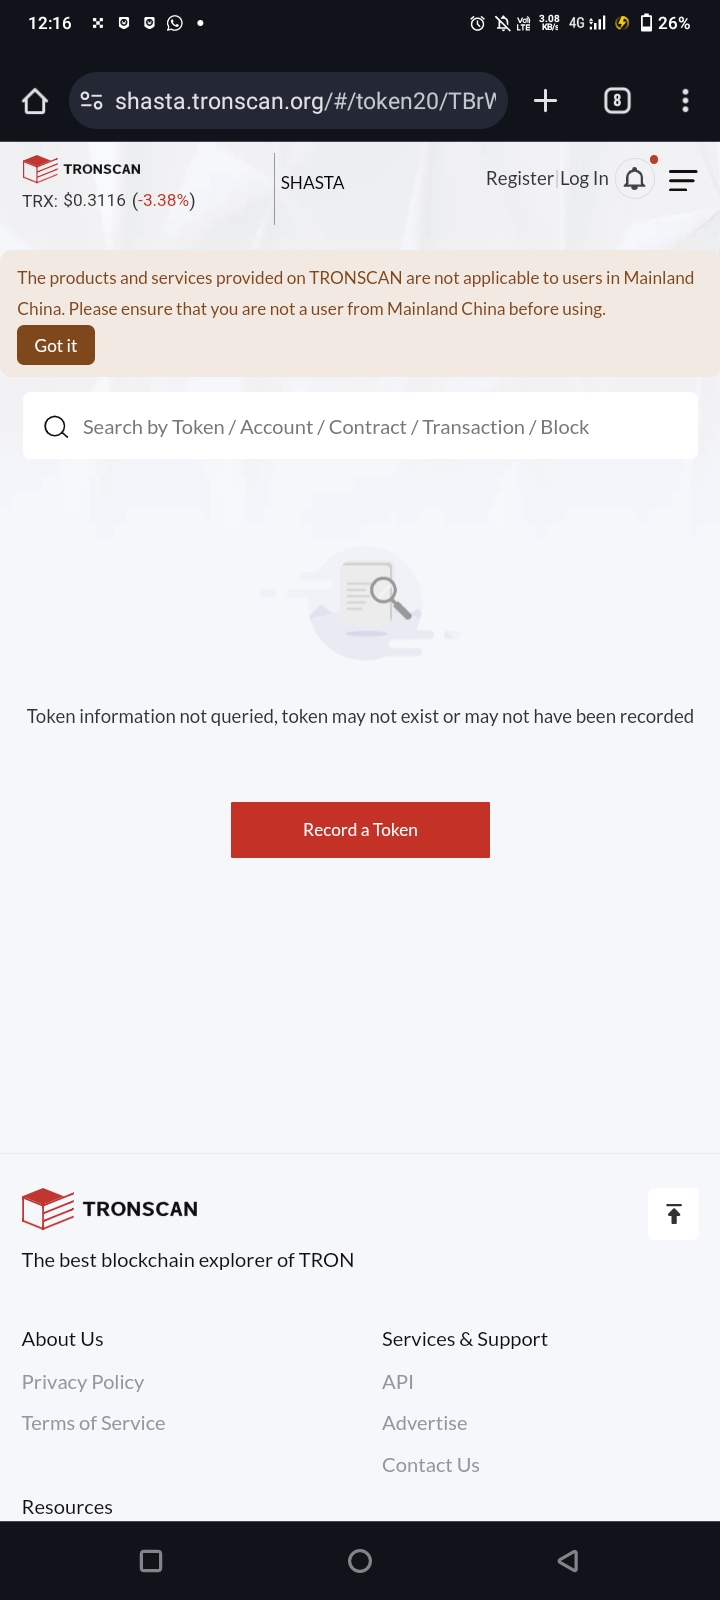 12:16
VoI) LTE 3.08 KB/s 4G 26%
shasta.tronscan.org/#/token20/TBrW
8
TRONSCAN
TRX: $0.3116 (-3.38%)
SHASTA
Register|Log In
The products and services provided on TRONSCAN are not applicable to users in Mainland
China. Please ensure that you are not a user from Mainland China before using.
Got it
Search by Token / Account / Contract / Transaction / Block
Token information not queried, token may not exist or may not have been recorded
Record a Token
TRONSCAN
The best blockchain explorer of TRON
About Us
Services & Support
Privacy Policy
API
Terms of Service
Advertise
Contact Us
Resources